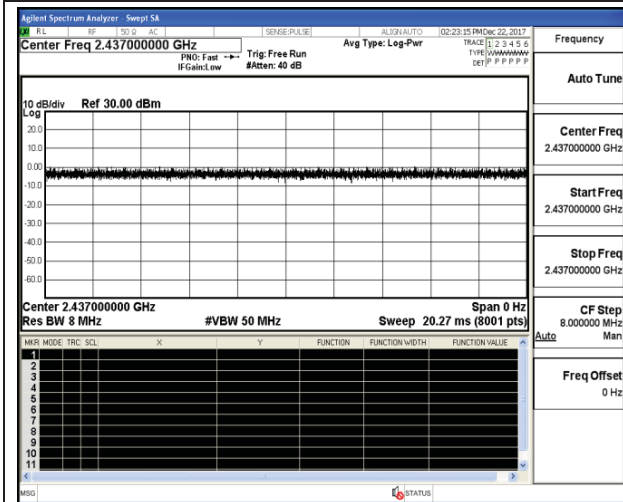 Agilent Spectrum Analyzer - Swept SA
RL RF 50 Ω AC SENSE:PULSE ALIGN AUTO 02:23:15 PM Dec 22, 2017
Center Freq 2.437000000 GHz
PNO: Fast Trig: Free Run
IFGain:Low #Atten: 40 dB
Avg Type: Log-Pwr
TRACE 1 2 3 4 5 6
TYPE
DET P P P P P P
10 dB/div Ref 30.00 dBm
Log
20.0
10.0
0.00
-10.0
-20.0
-30.0
-40.0
-50.0
-60.0
Center 2.437000000 GHz Span 0 Hz
Res BW 8 MHz #VBW 50 MHz Sweep 20.27 ms (8001 pts)
MKR MODE TRC SCL X Y FUNCTION FUNCTION WIDTH FUNCTION VALUE
1
2
3
4
5
6
7
8
9
10
11
MSG STATUS
Frequency
Auto Tune
Center Freq
2.437000000 GHz
Start Freq
2.437000000 GHz
Stop Freq
2.437000000 GHz
CF Step
8.000000 MHz
Auto Man
Freq Offset
0 Hz